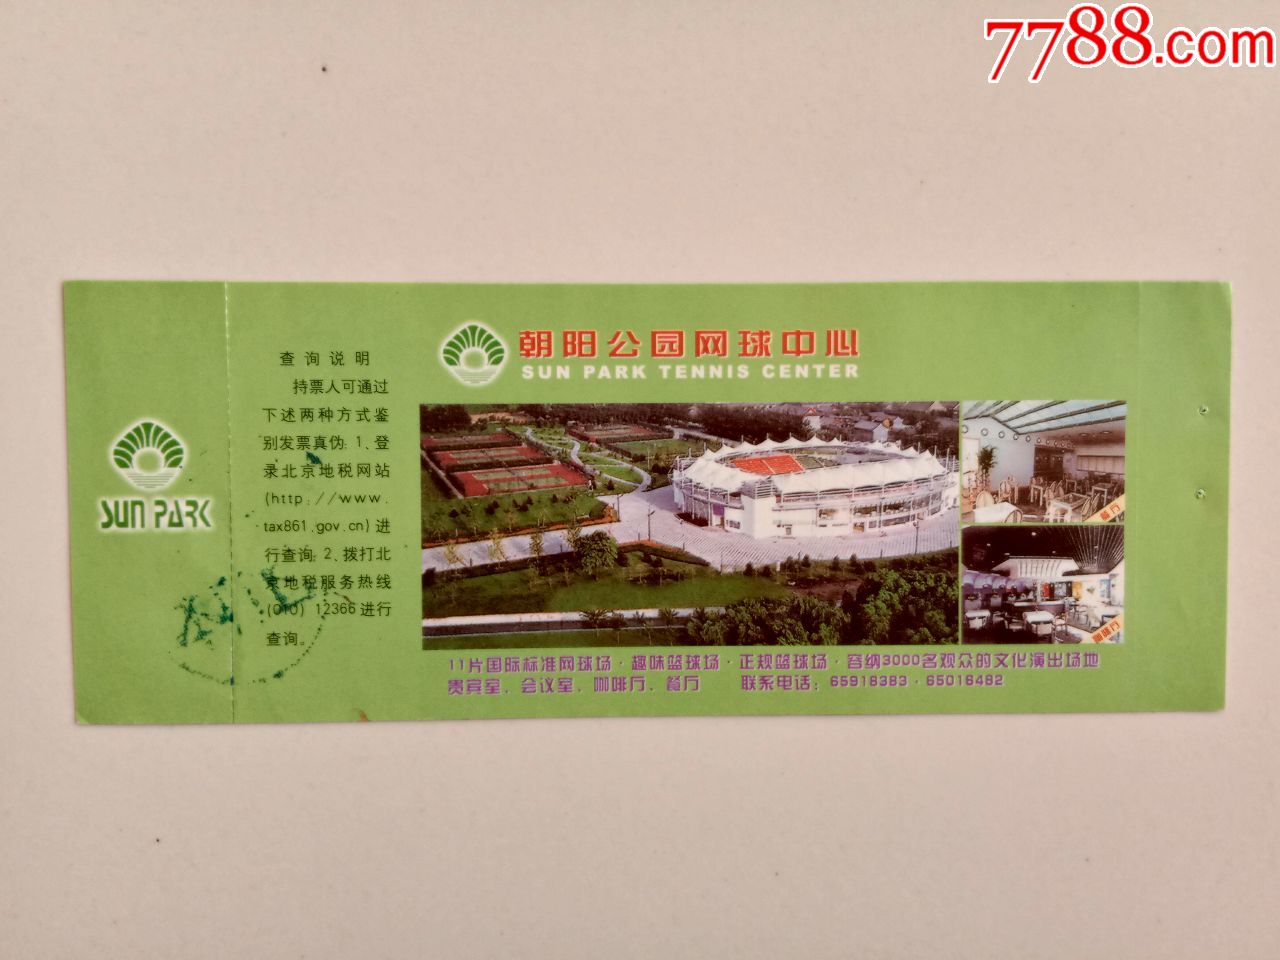 7788.com
朝阳公园网球中心
SUN PARK TENNIS CENTER
SUN PARK
查询说明
持票人可通过
下述两种方式鉴
别发票真伪：1、登
录北京地税网站
(http://www.
tax861.gov.cn)进
行查询；2、拨打北
京地税服务热线
(010) 12366进行
查询。
餐厅
咖啡厅
11片国际标准网球场·趣味篮球场·正规篮球场·容纳3000名观众的文化演出场地
贵宾室、会议室、咖啡厅、餐厅 联系电话：65918383·65016482